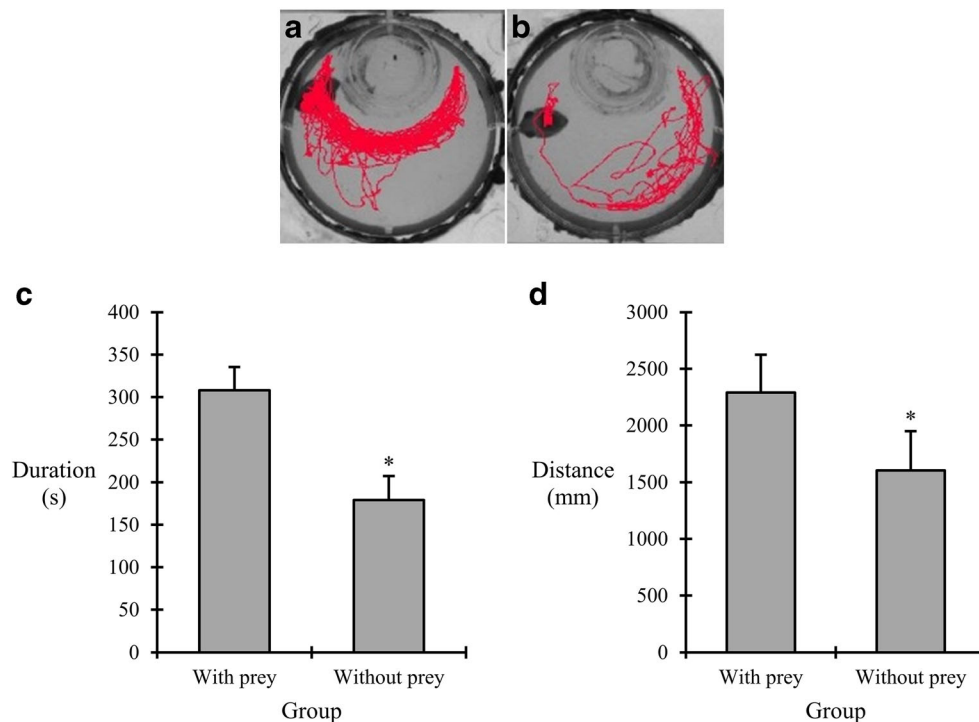 a
b
c
400
350
300
250
200
150
100
50
0
Duration
(s)
*
With prey
Without prey
Group
d
3000
2500
2000
1500
1000
500
0
Distance
(mm)
*
With prey
Without prey
Group